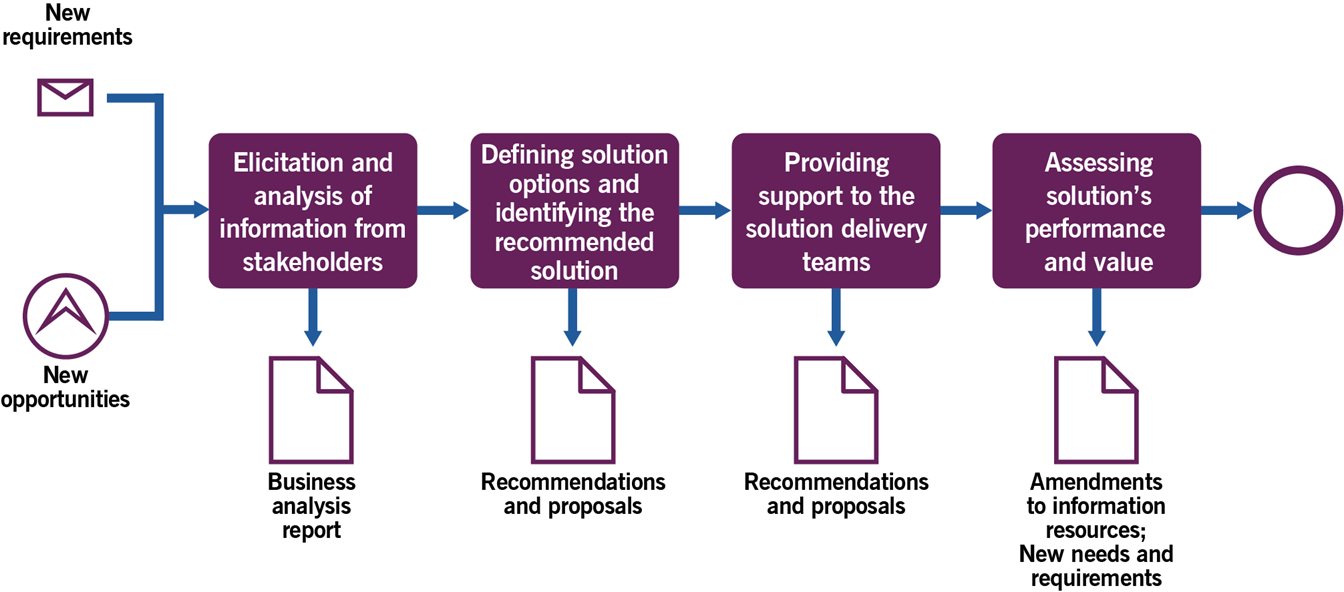 New
requirements
New
opportunities
Elicitation and
analysis of
information from
stakeholders
Defining solution
options and
identifying the
recommended
solution
Providing
support to the
solution delivery
teams
Assessing
solution’s
performance
and value
Business
analysis
report
Recommendations
and proposals
Recommendations
and proposals
Amendments
to information
resources;
New needs and
requirements